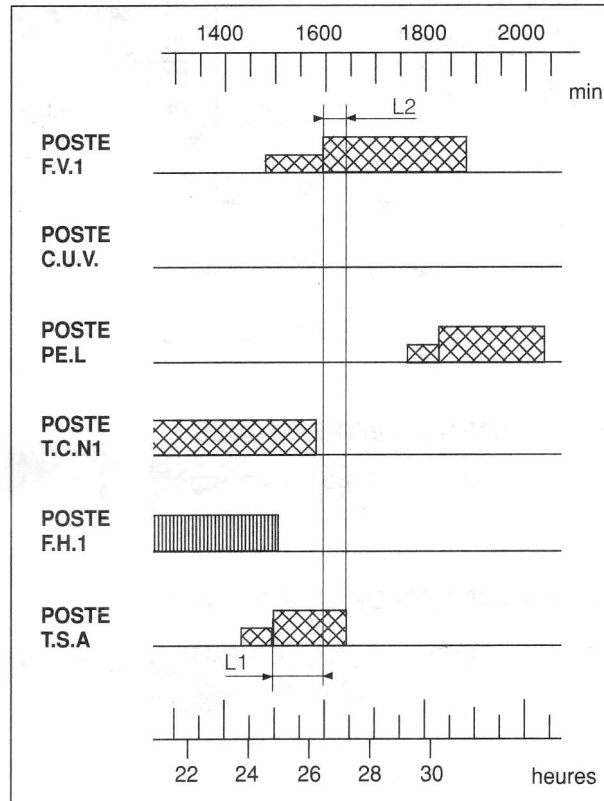 1400 1600 1800 2000
min
L2
POSTE
F.V.1
POSTE
C.U.V.
POSTE
PE.L
POSTE
T.C.N1
POSTE
F.H.1
POSTE
T.S.A
L1
22 24 26 28 30 heures